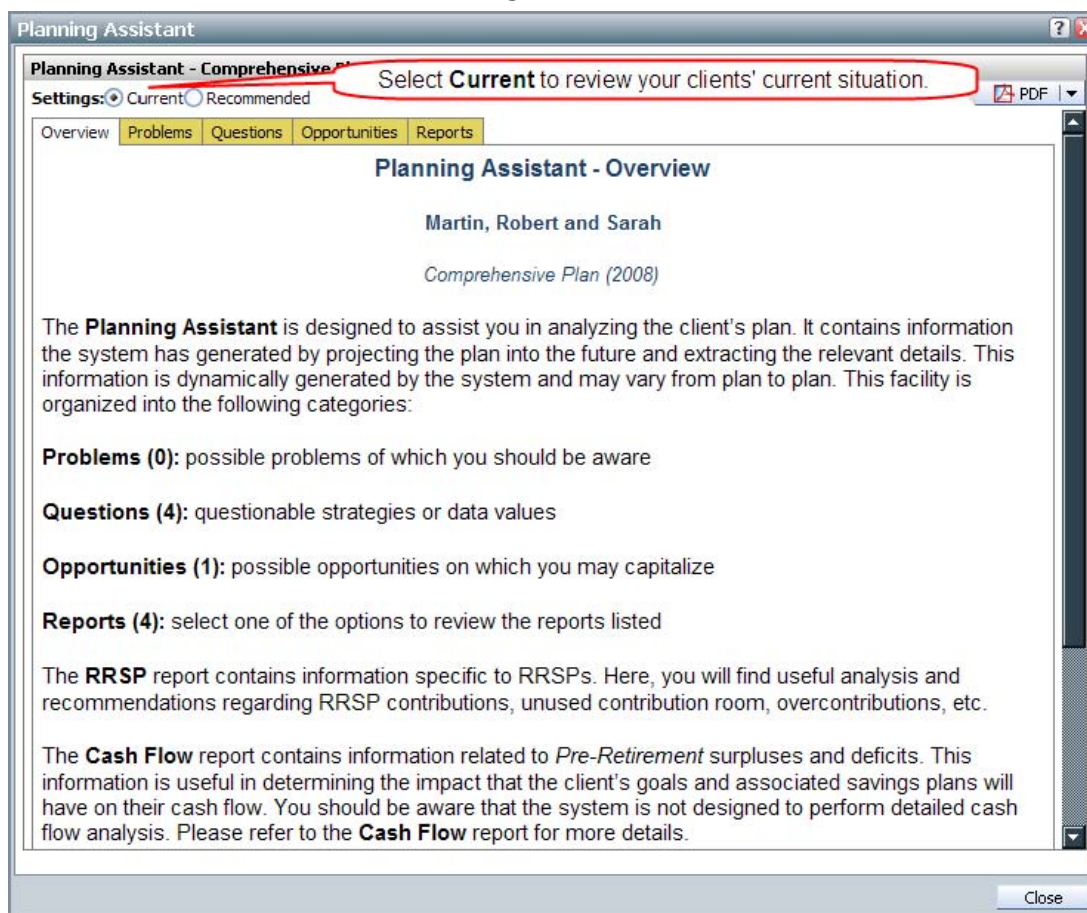 Planning Assistant
Planning Assistant - Comprehensive
Select Current to review your clients' current situation.
Settings: Current Recommended
PDF
Overview Problems Questions Opportunities Reports
Planning Assistant - Overview
Martin, Robert and Sarah
Comprehensive Plan (2008)
The Planning Assistant is designed to assist you in analyzing the client's plan. It contains information
the system has generated by projecting the plan into the future and extracting the relevant details. This
information is dynamically generated by the system and may vary from plan to plan. This facility is
organized into the following categories:
Problems (0): possible problems of which you should be aware
Questions (4): questionable strategies or data values
Opportunities (1): possible opportunities on which you may capitalize
Reports (4): select one of the options to review the reports listed
The RRSP report contains information specific to RRSPs. Here, you will find useful analysis and
recommendations regarding RRSP contributions, unused contribution room, overcontributions, etc.
The Cash Flow report contains information related to Pre-Retirement surpluses and deficits. This
information is useful in determining the impact that the client's goals and associated savings plans will
have on their cash flow. You should be aware that the system is not designed to perform detailed cash
flow analysis. Please refer to the Cash Flow report for more details.
Close